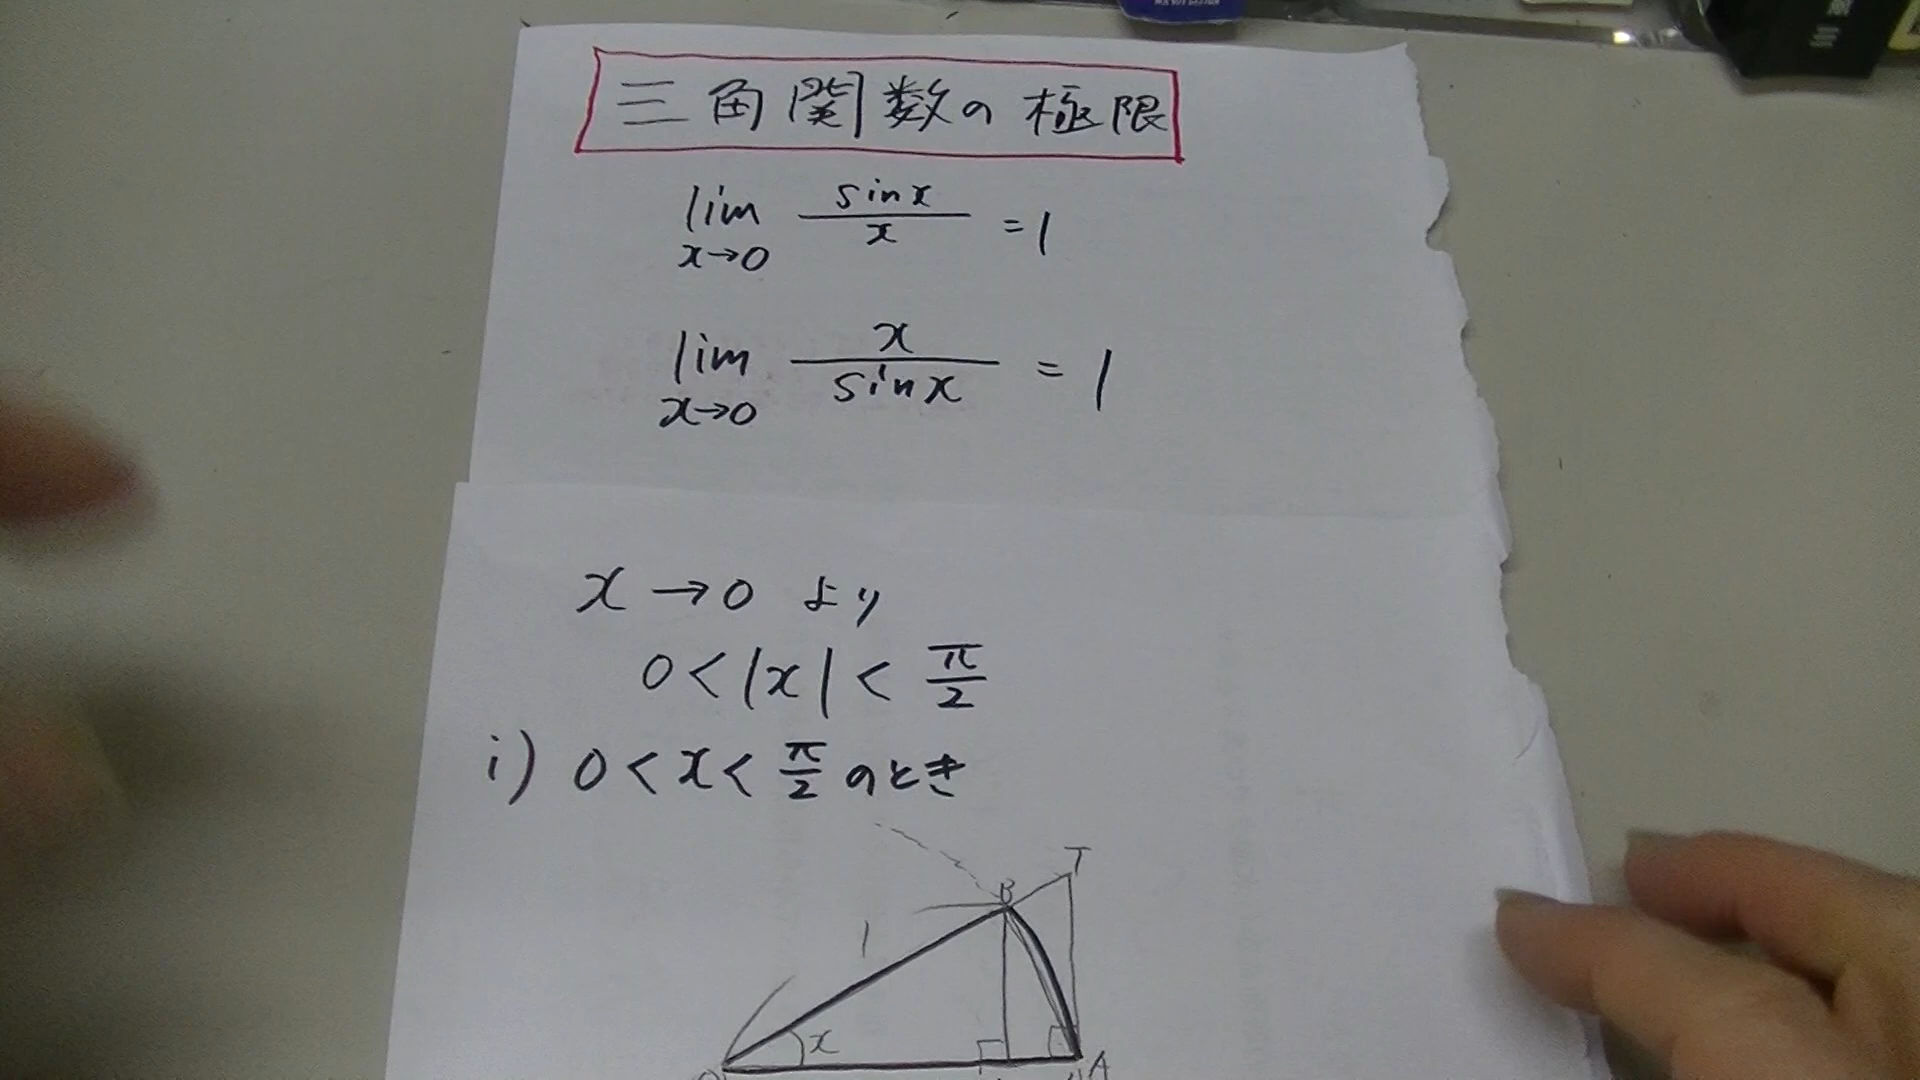 三角関数の極限
lim x→0 sinx/x = 1
lim x→0 x/sinx = 1
x→0 より
0<|x|<π/2
i) 0<x<π/2 のとき
T
B
1
x
A